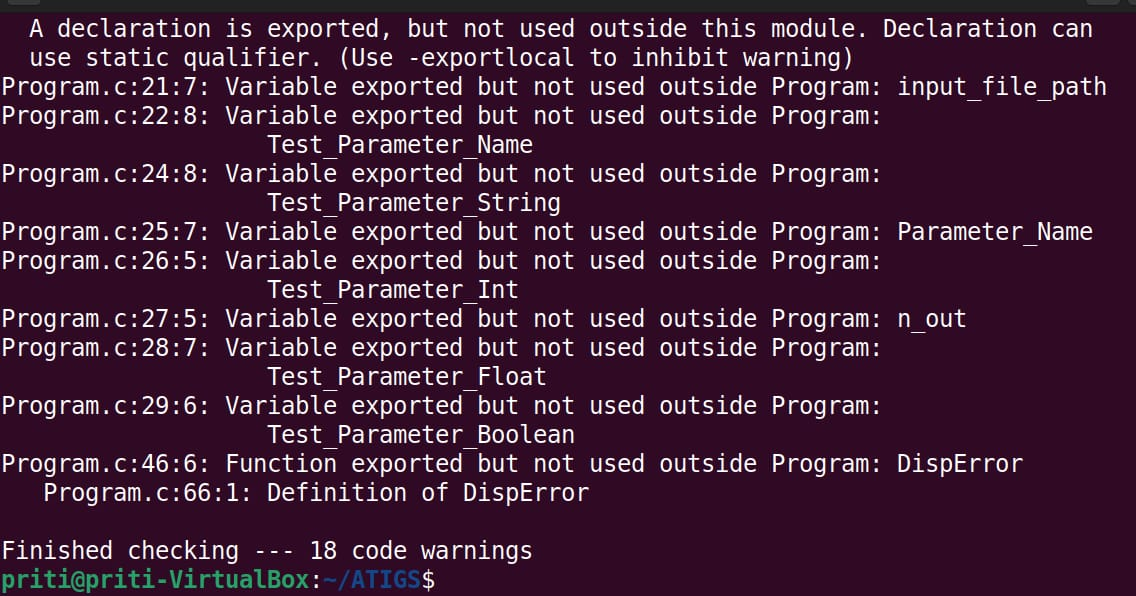 A declaration is exported, but not used outside this module. Declaration can
use static qualifier. (Use -exportlocal to inhibit warning)
Program.c:21:7: Variable exported but not used outside Program: input_file_path
Program.c:22:8: Variable exported but not used outside Program:
Test_Parameter_Name
Program.c:24:8: Variable exported but not used outside Program:
Test_Parameter_String
Program.c:25:7: Variable exported but not used outside Program: Parameter_Name
Program.c:26:5: Variable exported but not used outside Program:
Test_Parameter_Int
Program.c:27:5: Variable exported but not used outside Program: n_out
Program.c:28:7: Variable exported but not used outside Program:
Test_Parameter_Float
Program.c:29:6: Variable exported but not used outside Program:
Test_Parameter_Boolean
Program.c:46:6: Function exported but not used outside Program: DispError
Program.c:66:1: Definition of DispError
Finished checking --- 18 code warnings
priti@priti-VirtualBox:~/ATIGS$